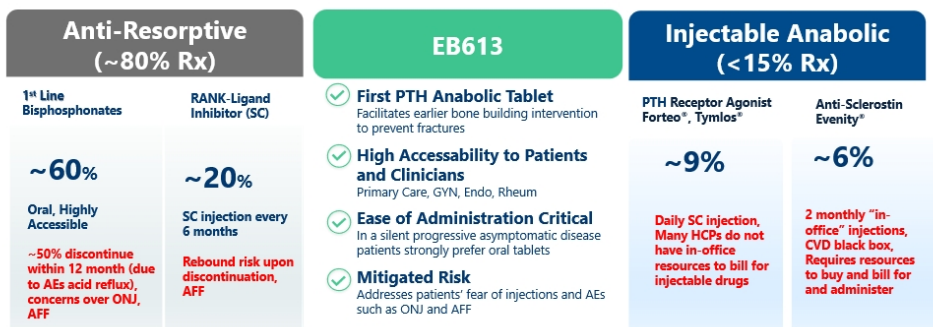 Anti-Resorptive
(~80% Rx)
1st Line
Bisphosphonates
~60%
Oral, Highly
Accessible
~50% discontinue
within 12 month (due
to AEs acid reflux),
concerns over ONJ,
AFF
RANK-Ligand
Inhibitor (SC)
~20%
SC injection every
6 months
Rebound risk upon
discontinuation,
AFF
EB613
First PTH Anabolic Tablet
Facilitates earlier bone building intervention
to prevent fractures
High Accessability to Patients
and Clinicians
Primary Care, GYN, Endo, Rheum
Ease of Administration Critical
In a silent progressive asymptomatic disease
patients strongly prefer oral tablets
Mitigated Risk
Addresses patients’ fear of injections and AEs
such as ONJ and AFF
Injectable Anabolic
(<15% Rx)
PTH Receptor Agonist
Forteo®, Tymlos®
~9%
Daily SC injection,
Many HCPs do not
have in-office
resources to bill for
injectable drugs
Anti-Sclerostin
Evenity®
~6%
2 monthly “in-
office” injections,
CVD black box,
Requires resources
to buy and bill for
and administer